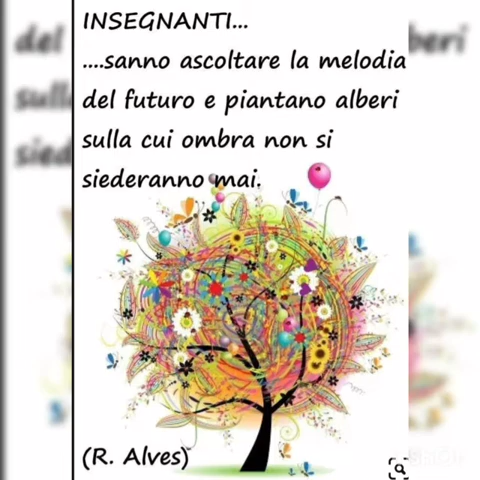 INSEGNANTI...
....sanno ascoltare la melodia
del futuro e piantano alberi
sulla cui ombra non si
siederanno mai.
(R. Alves)